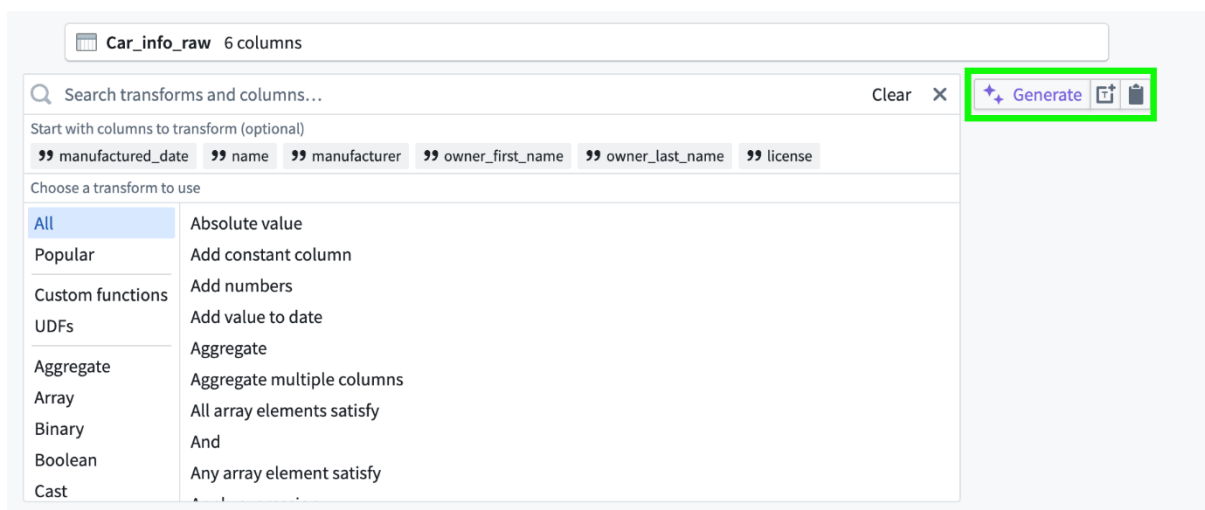 Car_info_raw 6 columns
Search transforms and columns... Clear
Generate
Start with columns to transform (optional)
manufactured_date name manufacturer owner_first_name owner_last_name license
Choose a transform to use
All
Popular
Custom functions
UDFs
Aggregate
Array
Binary
Boolean
Cast
Absolute value
Add constant column
Add numbers
Add value to date
Aggregate
Aggregate multiple columns
All array elements satisfy
And
Any array element satisfy